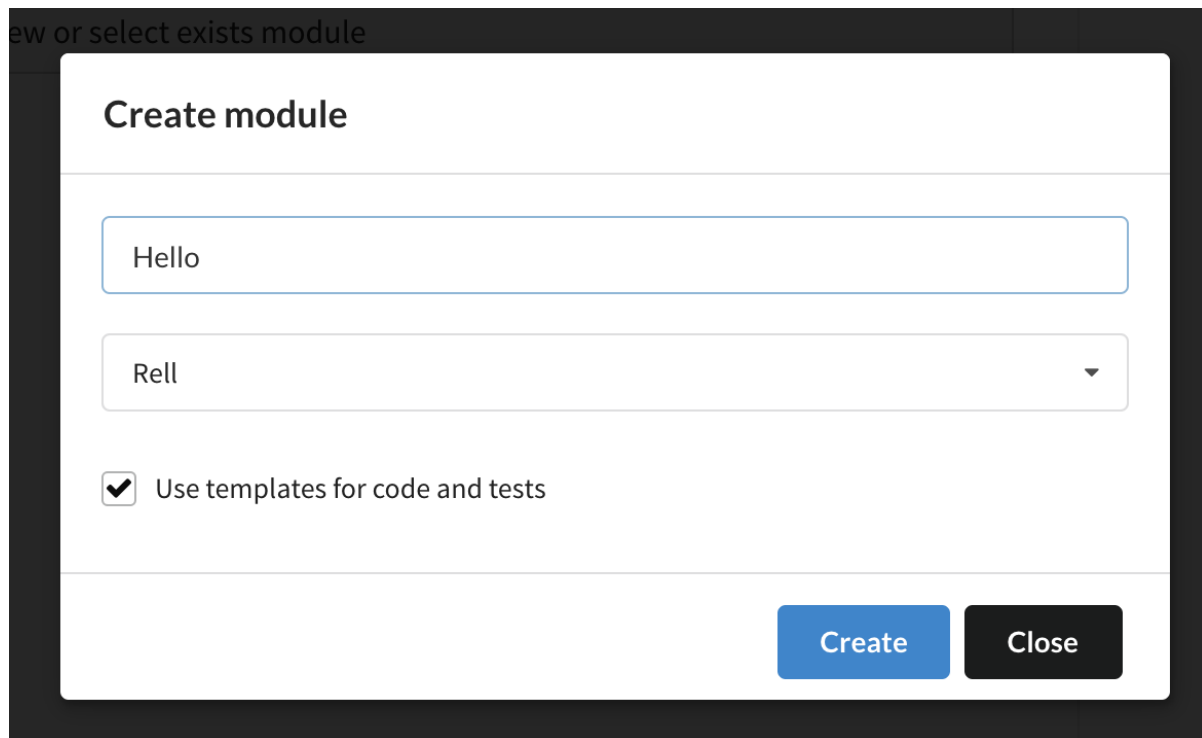 ew or select exists module
Create module
Hello
Rell
Use templates for code and tests
Create Close